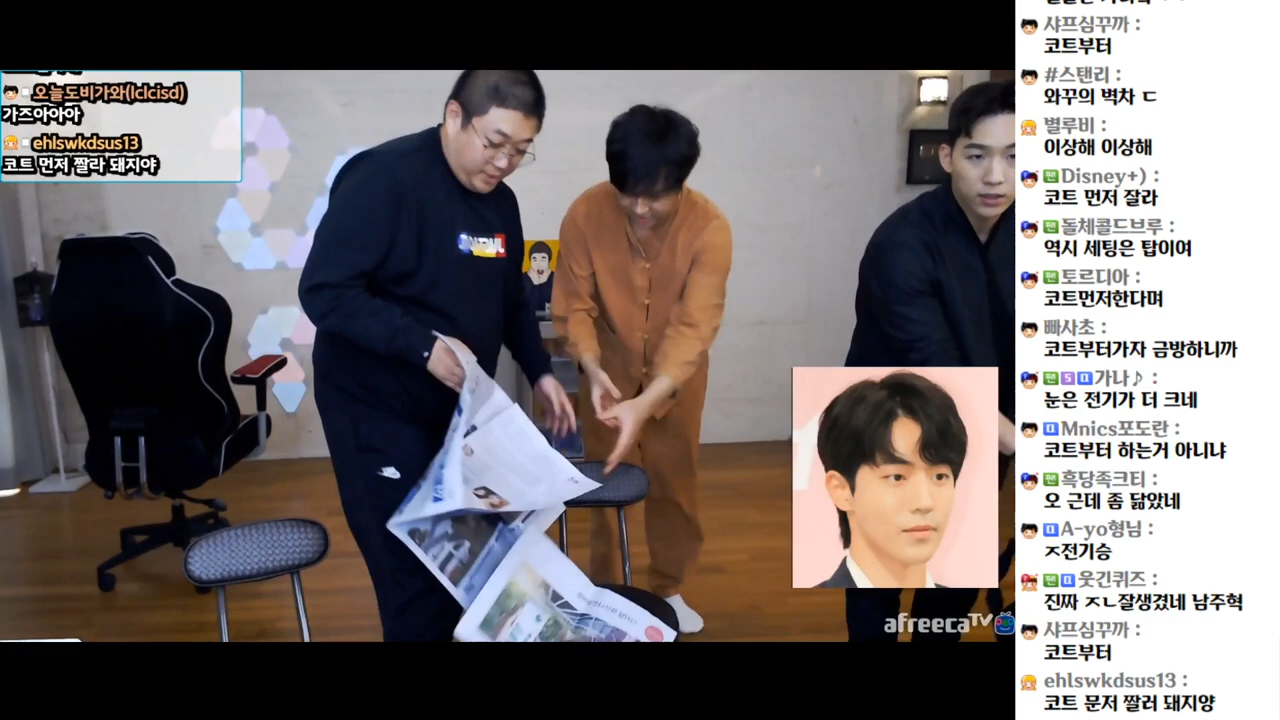 오늘도비가와(lclcisd)
가즈아아아
ehlswkdsus13
코트 먼저 짤라 돼지야
afreecaTV
샤프심꾸까 :
코트부터
#스탠리 :
와꾸의 벽차 ㄷ
별루비 :
이상해 이상해
Disney+) :
코트 먼저 잘라
돌체콜드브루 :
역시 세팅은 탑이여
토르디아 :
코트먼저한다며
빠사초 :
코트부터가자 금방하니까
가나♪ :
눈은 전기가 더 크네
Mnics포도란 :
코트부터 하는거 아니냐
흑당족크티 :
오 근데 좀 닮았네
A-yo형님 :
ㅈ전기승
웃긴퀴즈 :
진짜 ㅈㄴ잘생겼네 남주혁
샤프심꾸까 :
코트부터
ehlswkdsus13 :
코트 문저 짤러 돼지양